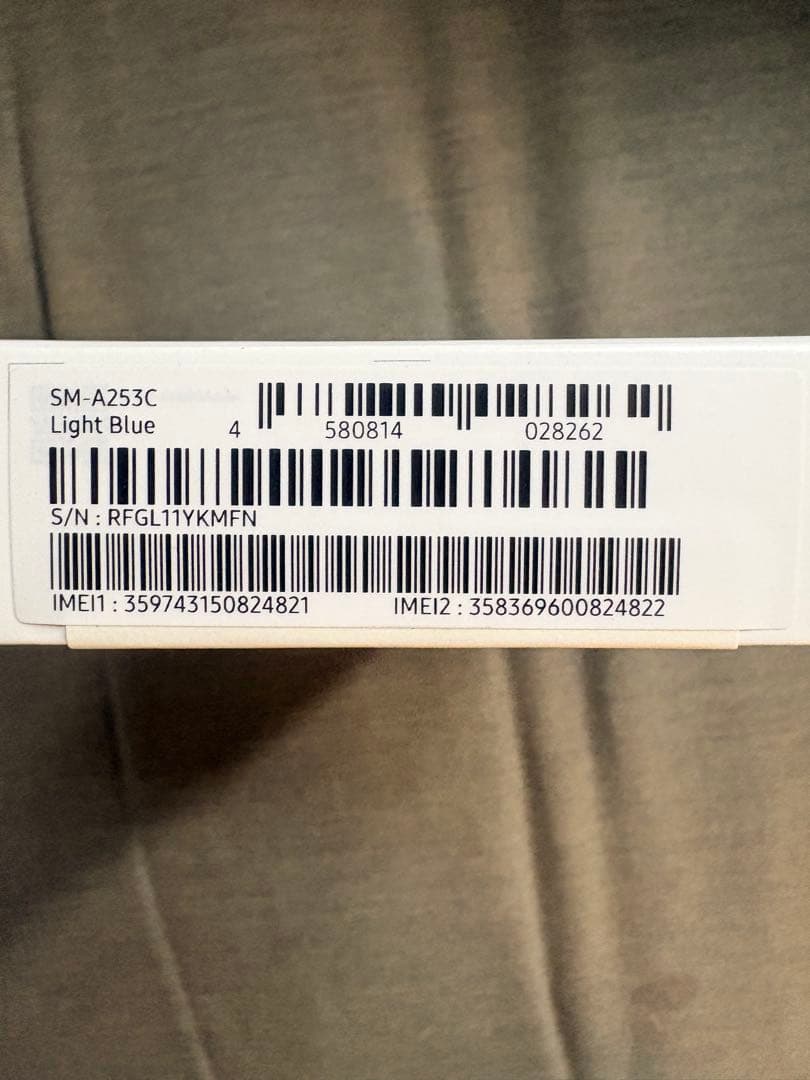 SM-A253C
Light Blue
4 580814 028262
S/N : RFGL11YKMFN
IMEI1 : 359743150824821 IMEI2 : 358369600824822